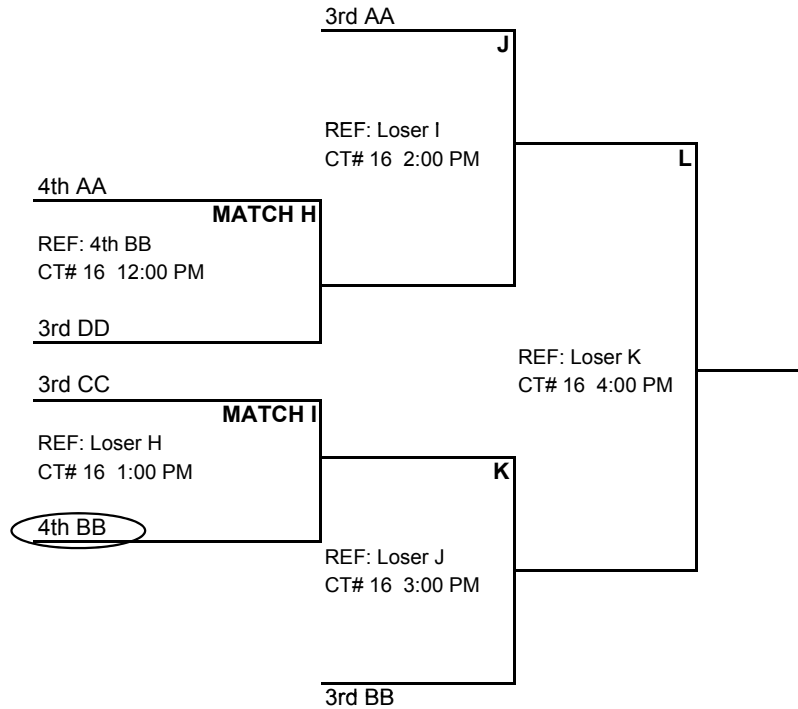 3rd AA
J
REF: Loser I
CT# 16 2:00 PM
L
4th AA
MATCH H
REF: 4th BB
CT# 16 12:00 PM
3rd DD
REF: Loser K
CT# 16 4:00 PM
3rd CC
MATCH I
REF: Loser H
CT# 16 1:00 PM
K
4th BB
REF: Loser J
CT# 16 3:00 PM
3rd BB